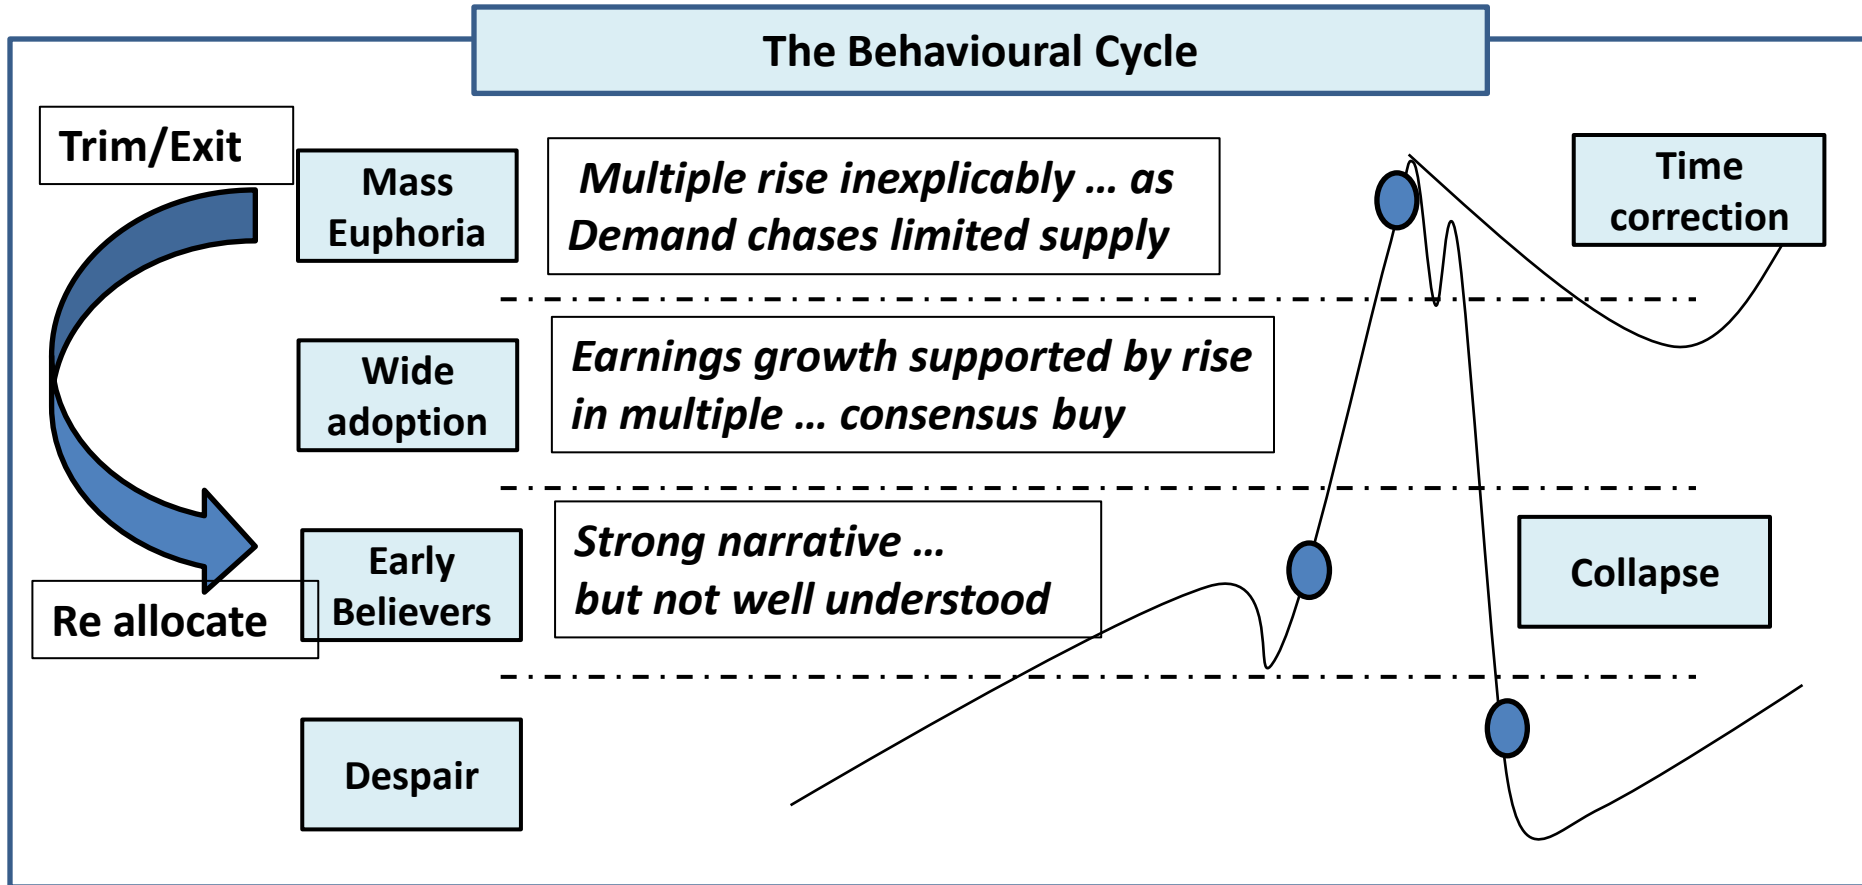 The Behavioural Cycle
Trim/Exit
Mass
Euphoria
Multiple rise inexplicably ... as
Demand chases limited supply
Time
correction
Wide
adoption
Earnings growth supported by rise
in multiple ... consensus buy
Early
Believers
Strong narrative ...
but not well understood
Collapse
Re allocate
Despair